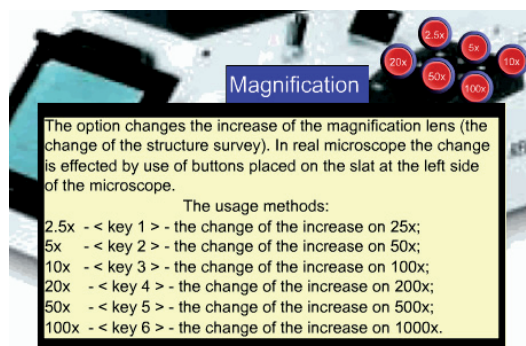 2.5x
5x
20x
10x
50x
100x
Magnification
The option changes the increase of the magnification lens (the
change of the structure survey). In real microscope the change
is effected by use of buttons placed on the slat at the left side
of the microscope.
The usage methods:
2.5x - < key 1 > - the change of the increase on 25x;
5x - < key 2 > - the change of the increase on 50x;
10x - < key 3 > - the change of the increase on 100x;
20x - < key 4 > - the change of the increase on 200x;
50x - < key 5 > - the change of the increase on 500x;
100x - < key 6 > - the change of the increase on 1000x.